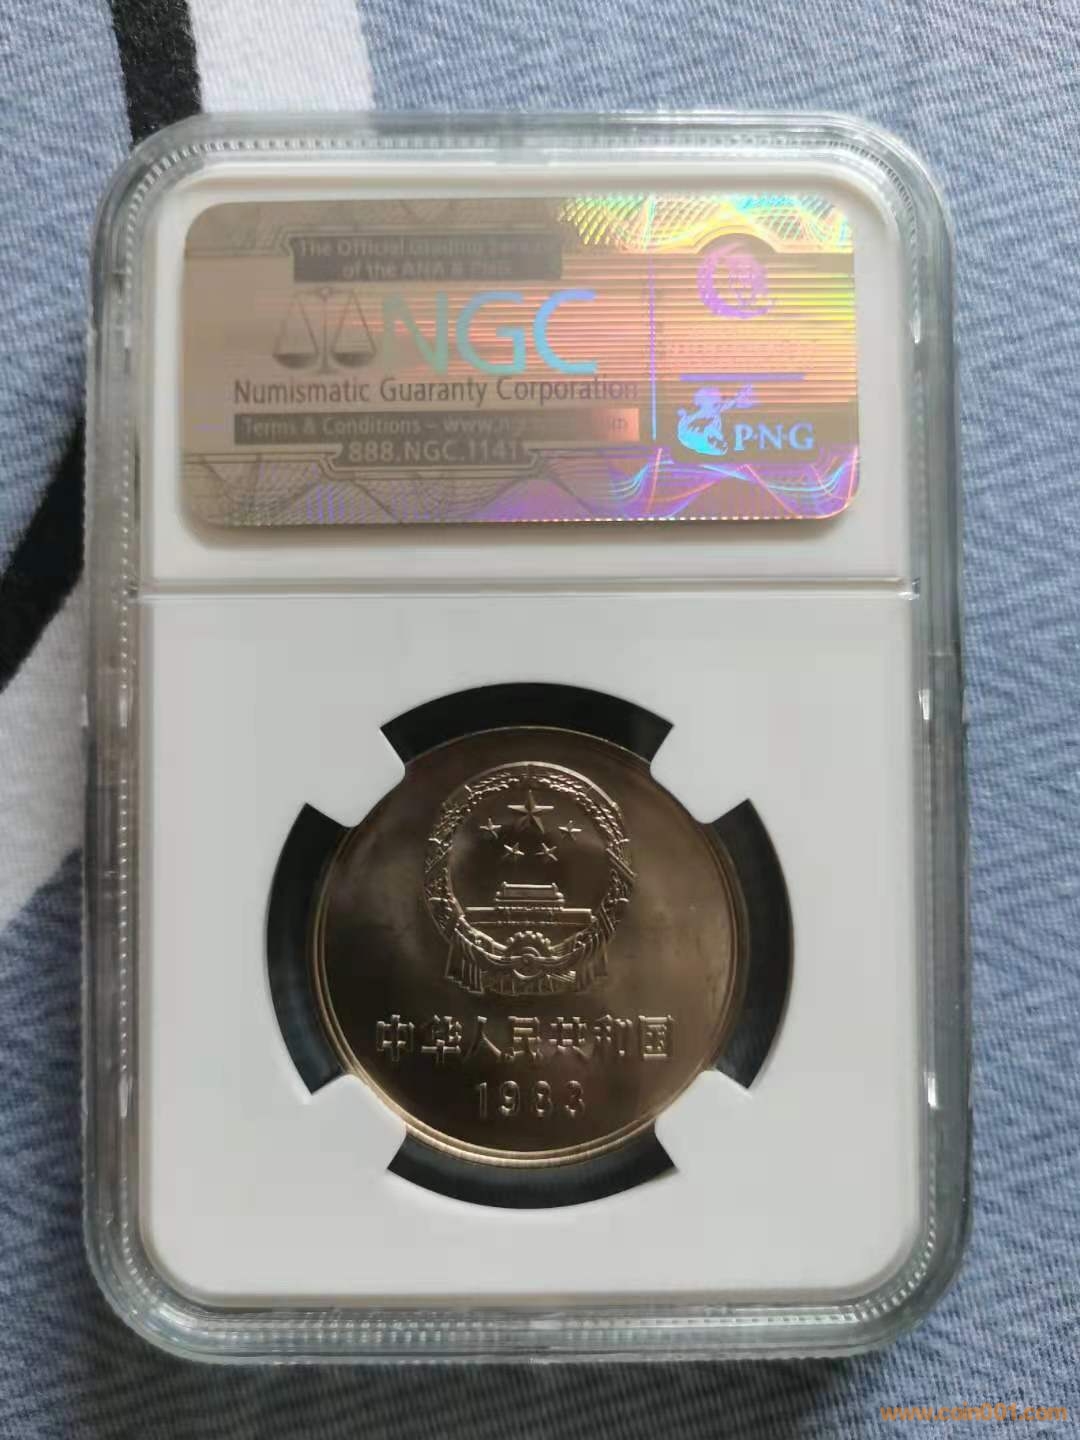 The Official Grading Service
of the ANA & PNG
NGC
Numismatic Guaranty Corporation
Terms & Conditions - www.
888.NGC.1141
P·N·G
中华人民共和国
1983
www.coin001.com